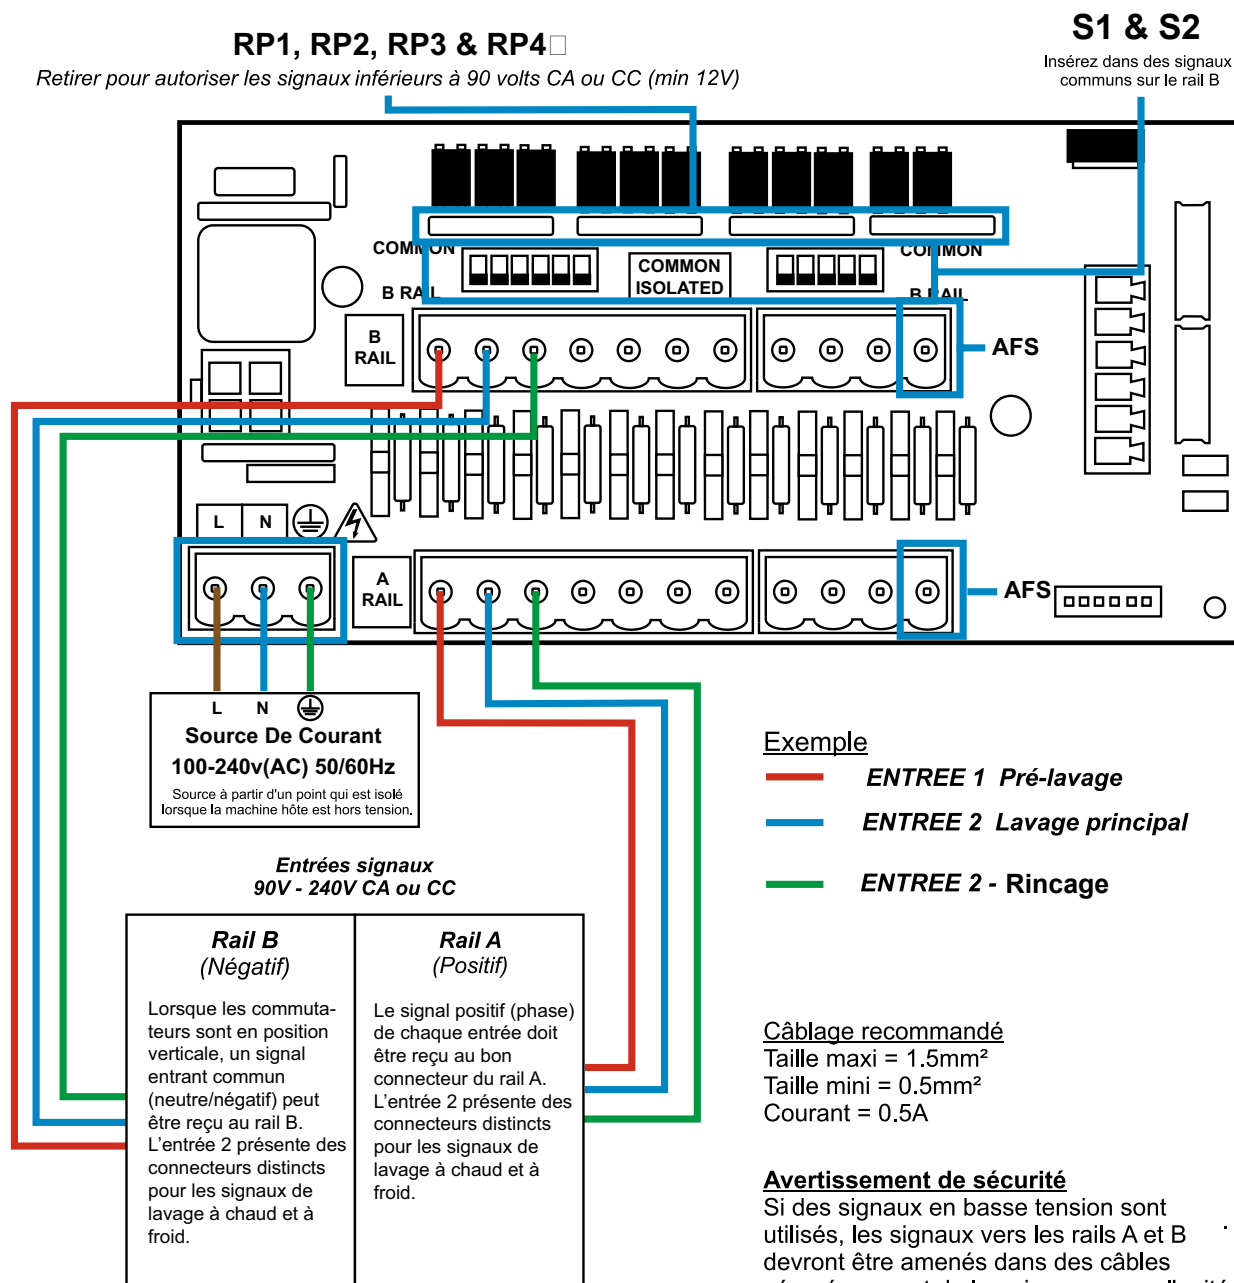 RP1, RP2, RP3 & RP4□
Retirer pour autoriser les signaux inférieurs à 90 volts CA ou CC (min 12V)
S1 & S2
Insérez dans des signaux
communs sur le rail B
COMMON
COMMON
ISOLATED
COMMON
B RAIL
B RAIL
B
RAIL
AFS
L
N
A
RAIL
AFS
L
N
Source De Courant
100-240v(AC) 50/60Hz
Source à partir d'un point qui est isolé
lorsque la machine hôte est hors tension.
Exemple
ENTREE 1 Pré-lavage
ENTREE 2 Lavage principal
ENTREE 2 - Rincage
Entrées signaux
90V - 240V CA ou CC
Rail B
(Négatif)
Lorsque les commuta-
teurs sont en position
verticale, un signal
entrant commun
(neutre/négatif) peut
être reçu au rail B.
L'entrée 2 présente des
connecteurs distincts
pour les signaux de
lavage à chaud et à
froid.
Rail A
(Positif)
Le signal positif (phase)
de chaque entrée doit
être reçu au bon
connecteur du rail A.
L'entrée 2 présente des
connecteurs distincts
pour les signaux de
lavage à chaud et à
froid.
Câblage recommandé
Taille maxi = 1.5mm²
Taille mini = 0.5mm²
Courant = 0.5A
Avertissement de sécurité
Si des signaux en basse tension sont
utilisés, les signaux vers les rails A et B
devront être amenés dans des câbles